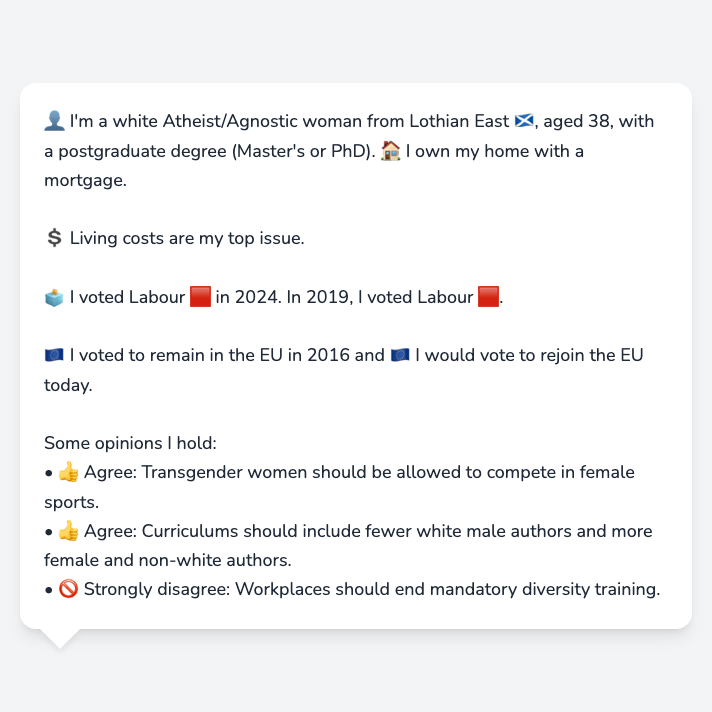 👤 I'm a white Atheist/Agnostic woman from Lothian East 🏴󠁧󠁢󠁳󠁣󠁴󠁿, aged 38, with
a postgraduate degree (Master's or PhD). 🏠 I own my home with a
mortgage.
💲 Living costs are my top issue.
🗳️ I voted Labour 🟥 in 2024. In 2019, I voted Labour 🟥.
🇪🇺 I voted to remain in the EU in 2016 and 🇪🇺 I would vote to rejoin the EU
today.
Some opinions I hold:
• 👍 Agree: Transgender women should be allowed to compete in female
sports.
• 👍 Agree: Curriculums should include fewer white male authors and more
female and non-white authors.
• 🚫 Strongly disagree: Workplaces should end mandatory diversity training.